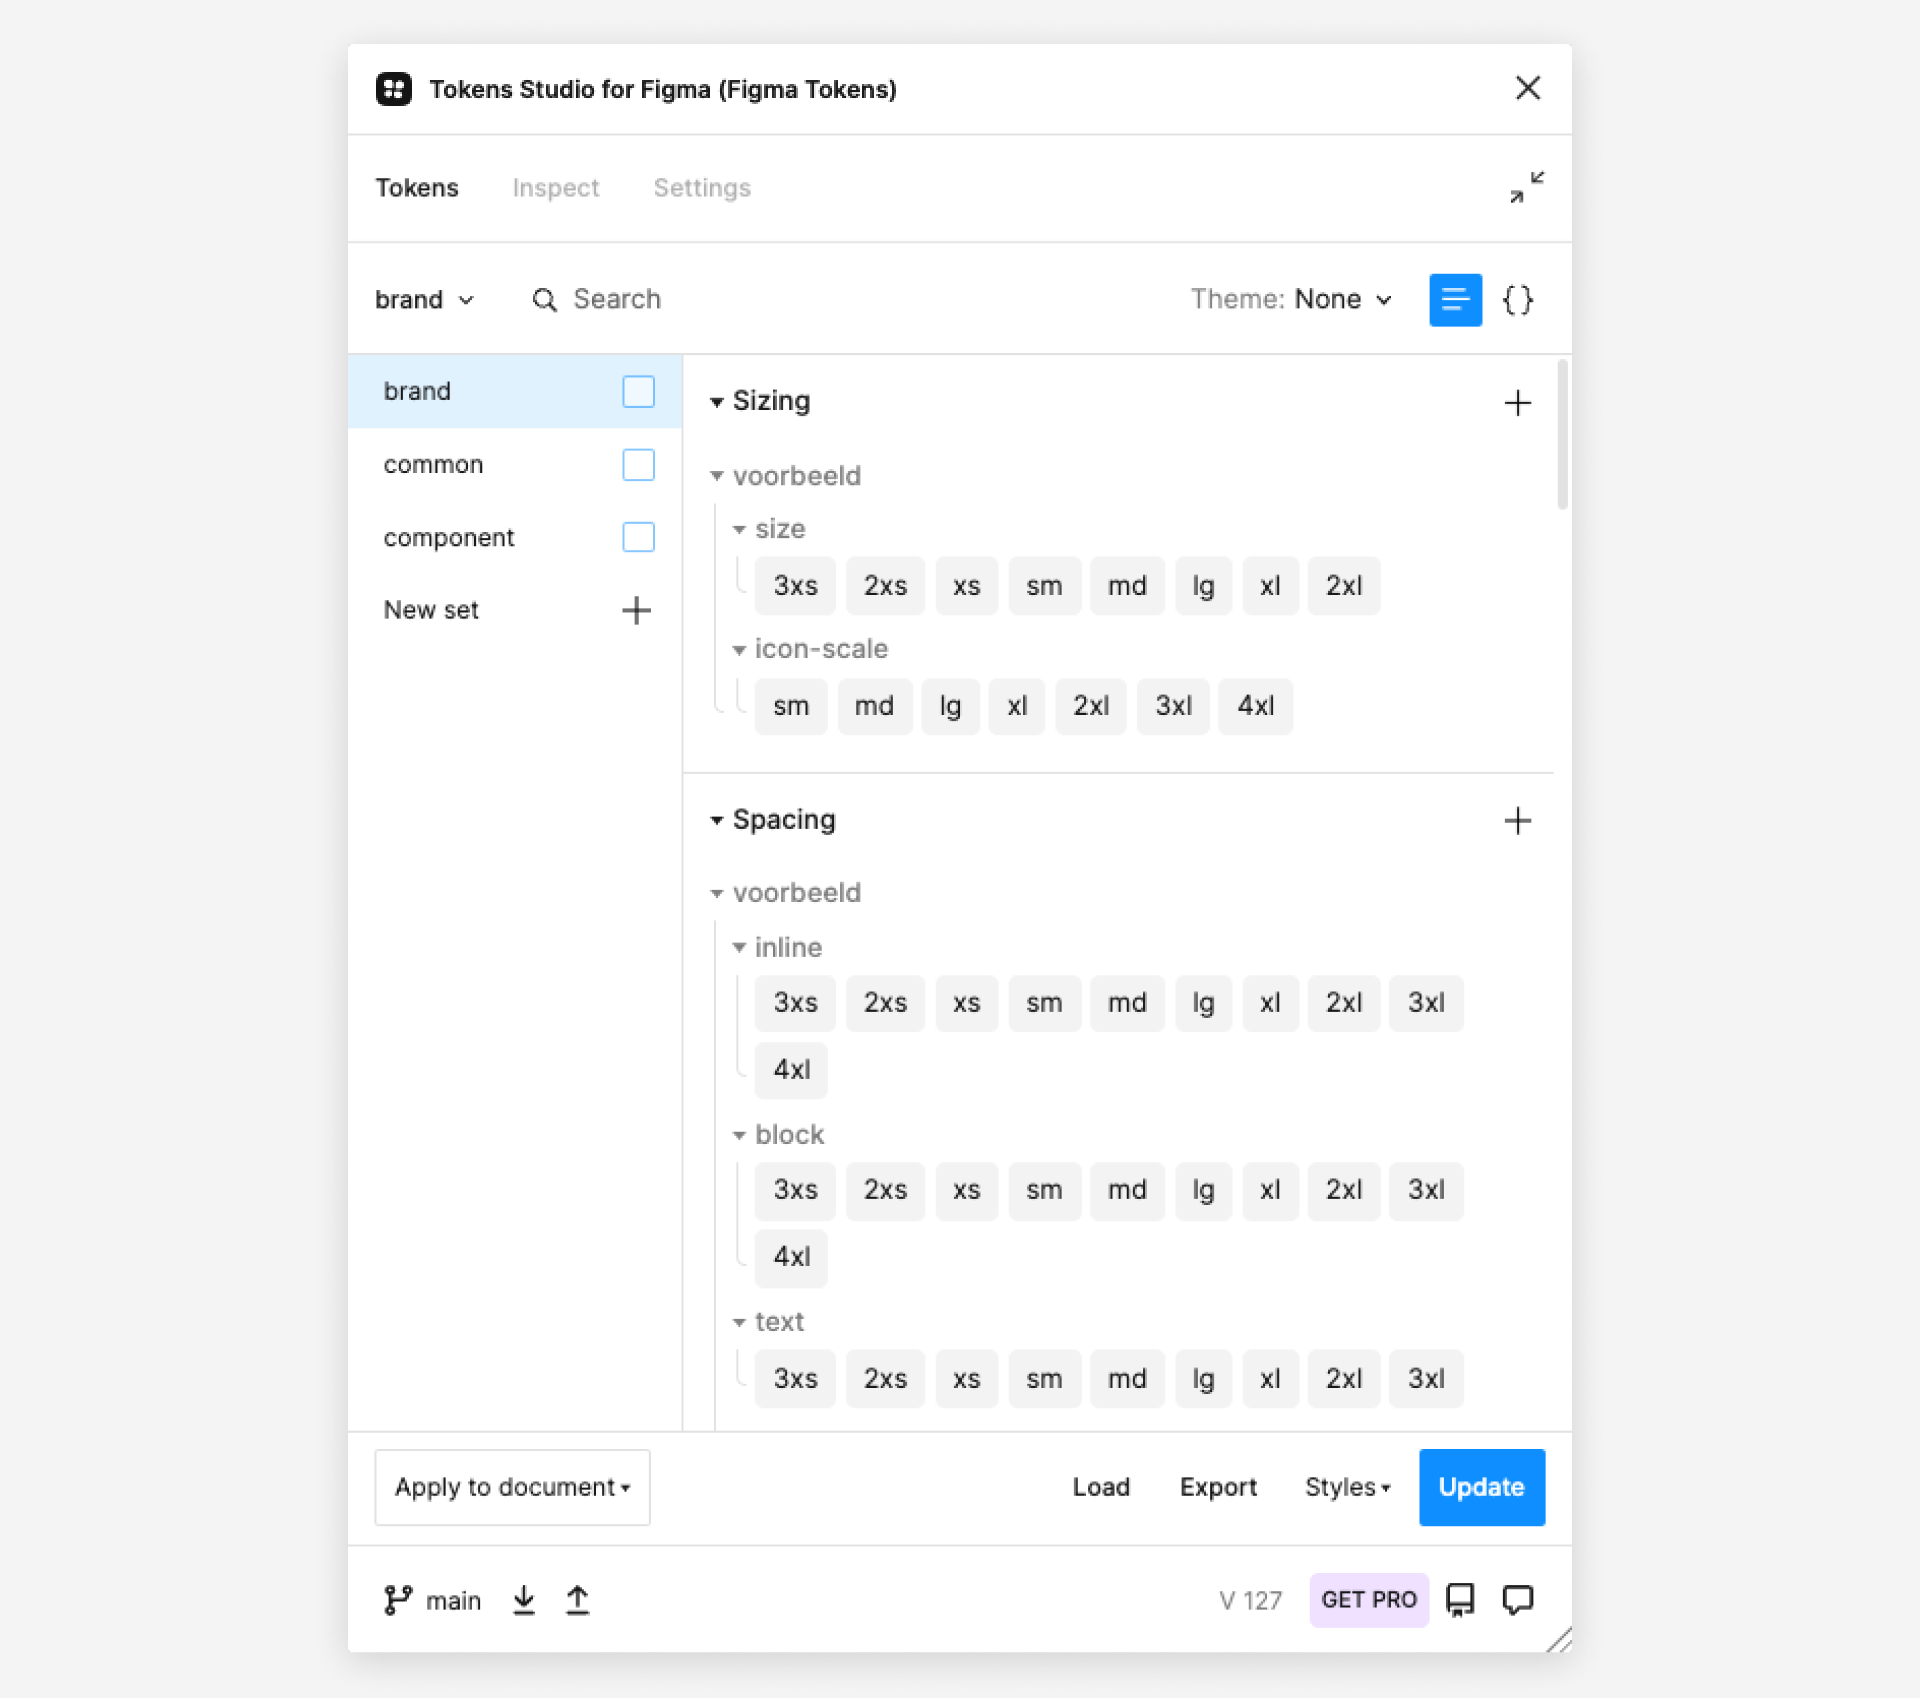 Tokens Studio for Figma (Figma Tokens)
Tokens Inspect Settings
brand Search Theme: None {}
brand
common
component
New set
Sizing
voorbeeld
size
3xs 2xs xs sm md lg xl 2xl
icon-scale
sm md lg xl 2xl 3xl 4xl
Spacing
voorbeeld
inline
3xs 2xs xs sm md lg xl 2xl 3xl
4xl
block
3xs 2xs xs sm md lg xl 2xl 3xl
4xl
text
3xs 2xs xs sm md lg xl 2xl 3xl
Apply to document Load Export Styles Update
main V 127 GET PRO